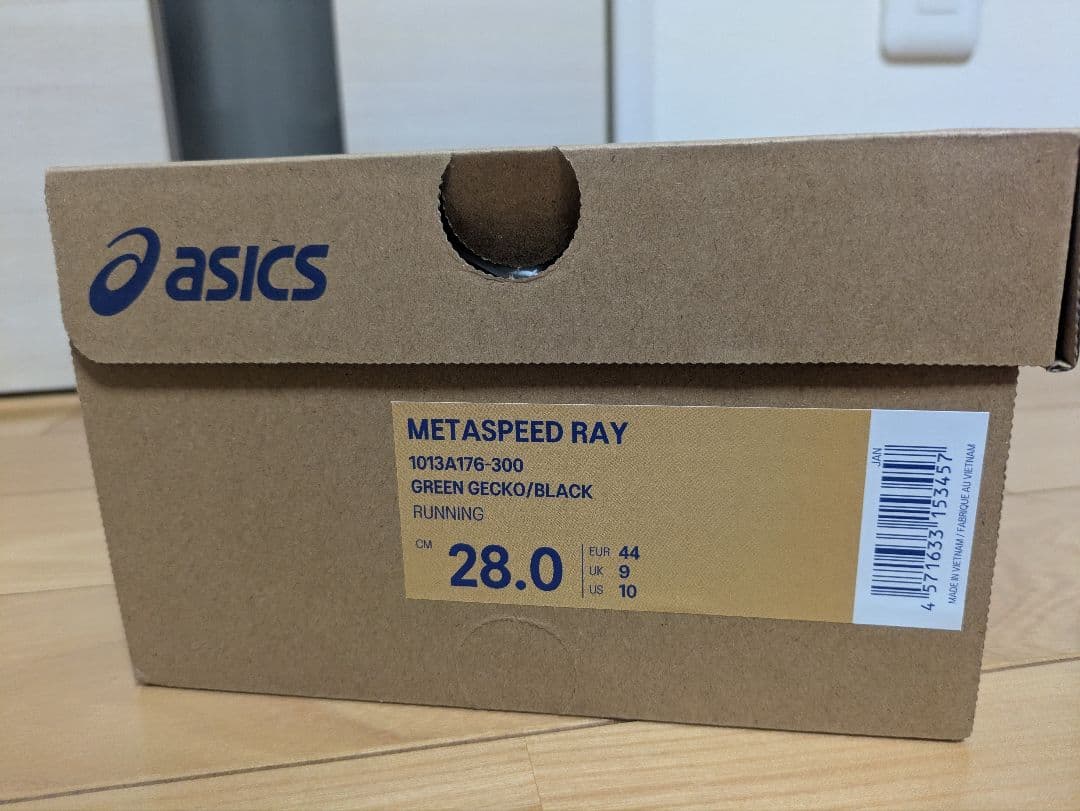 asics
METASPEED RAY
1013A176-300
GREEN GECKO/BLACK
RUNNING
CM 28.0
EUR 44
UK 9
US 10
JAN
4 571633 153457
MADE IN VIETNAM / FABRIQUE AU VIETNAM